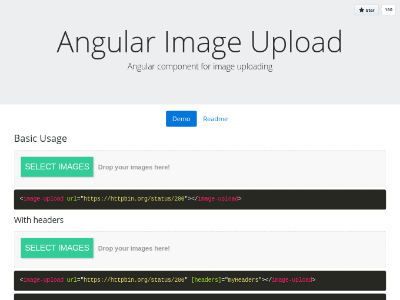 Star
Angular Image Upload
Angular component for image uploading
Demo Readme
Basic Usage
SELECT IMAGES Drop your images here!
<image-upload url="https://httpbin.org/status/200"></image-upload>
With headers
SELECT IMAGES Drop your images here!
<image-upload url="https://httpbin.org/status/200" [headers]="myHeaders"></image-upload>